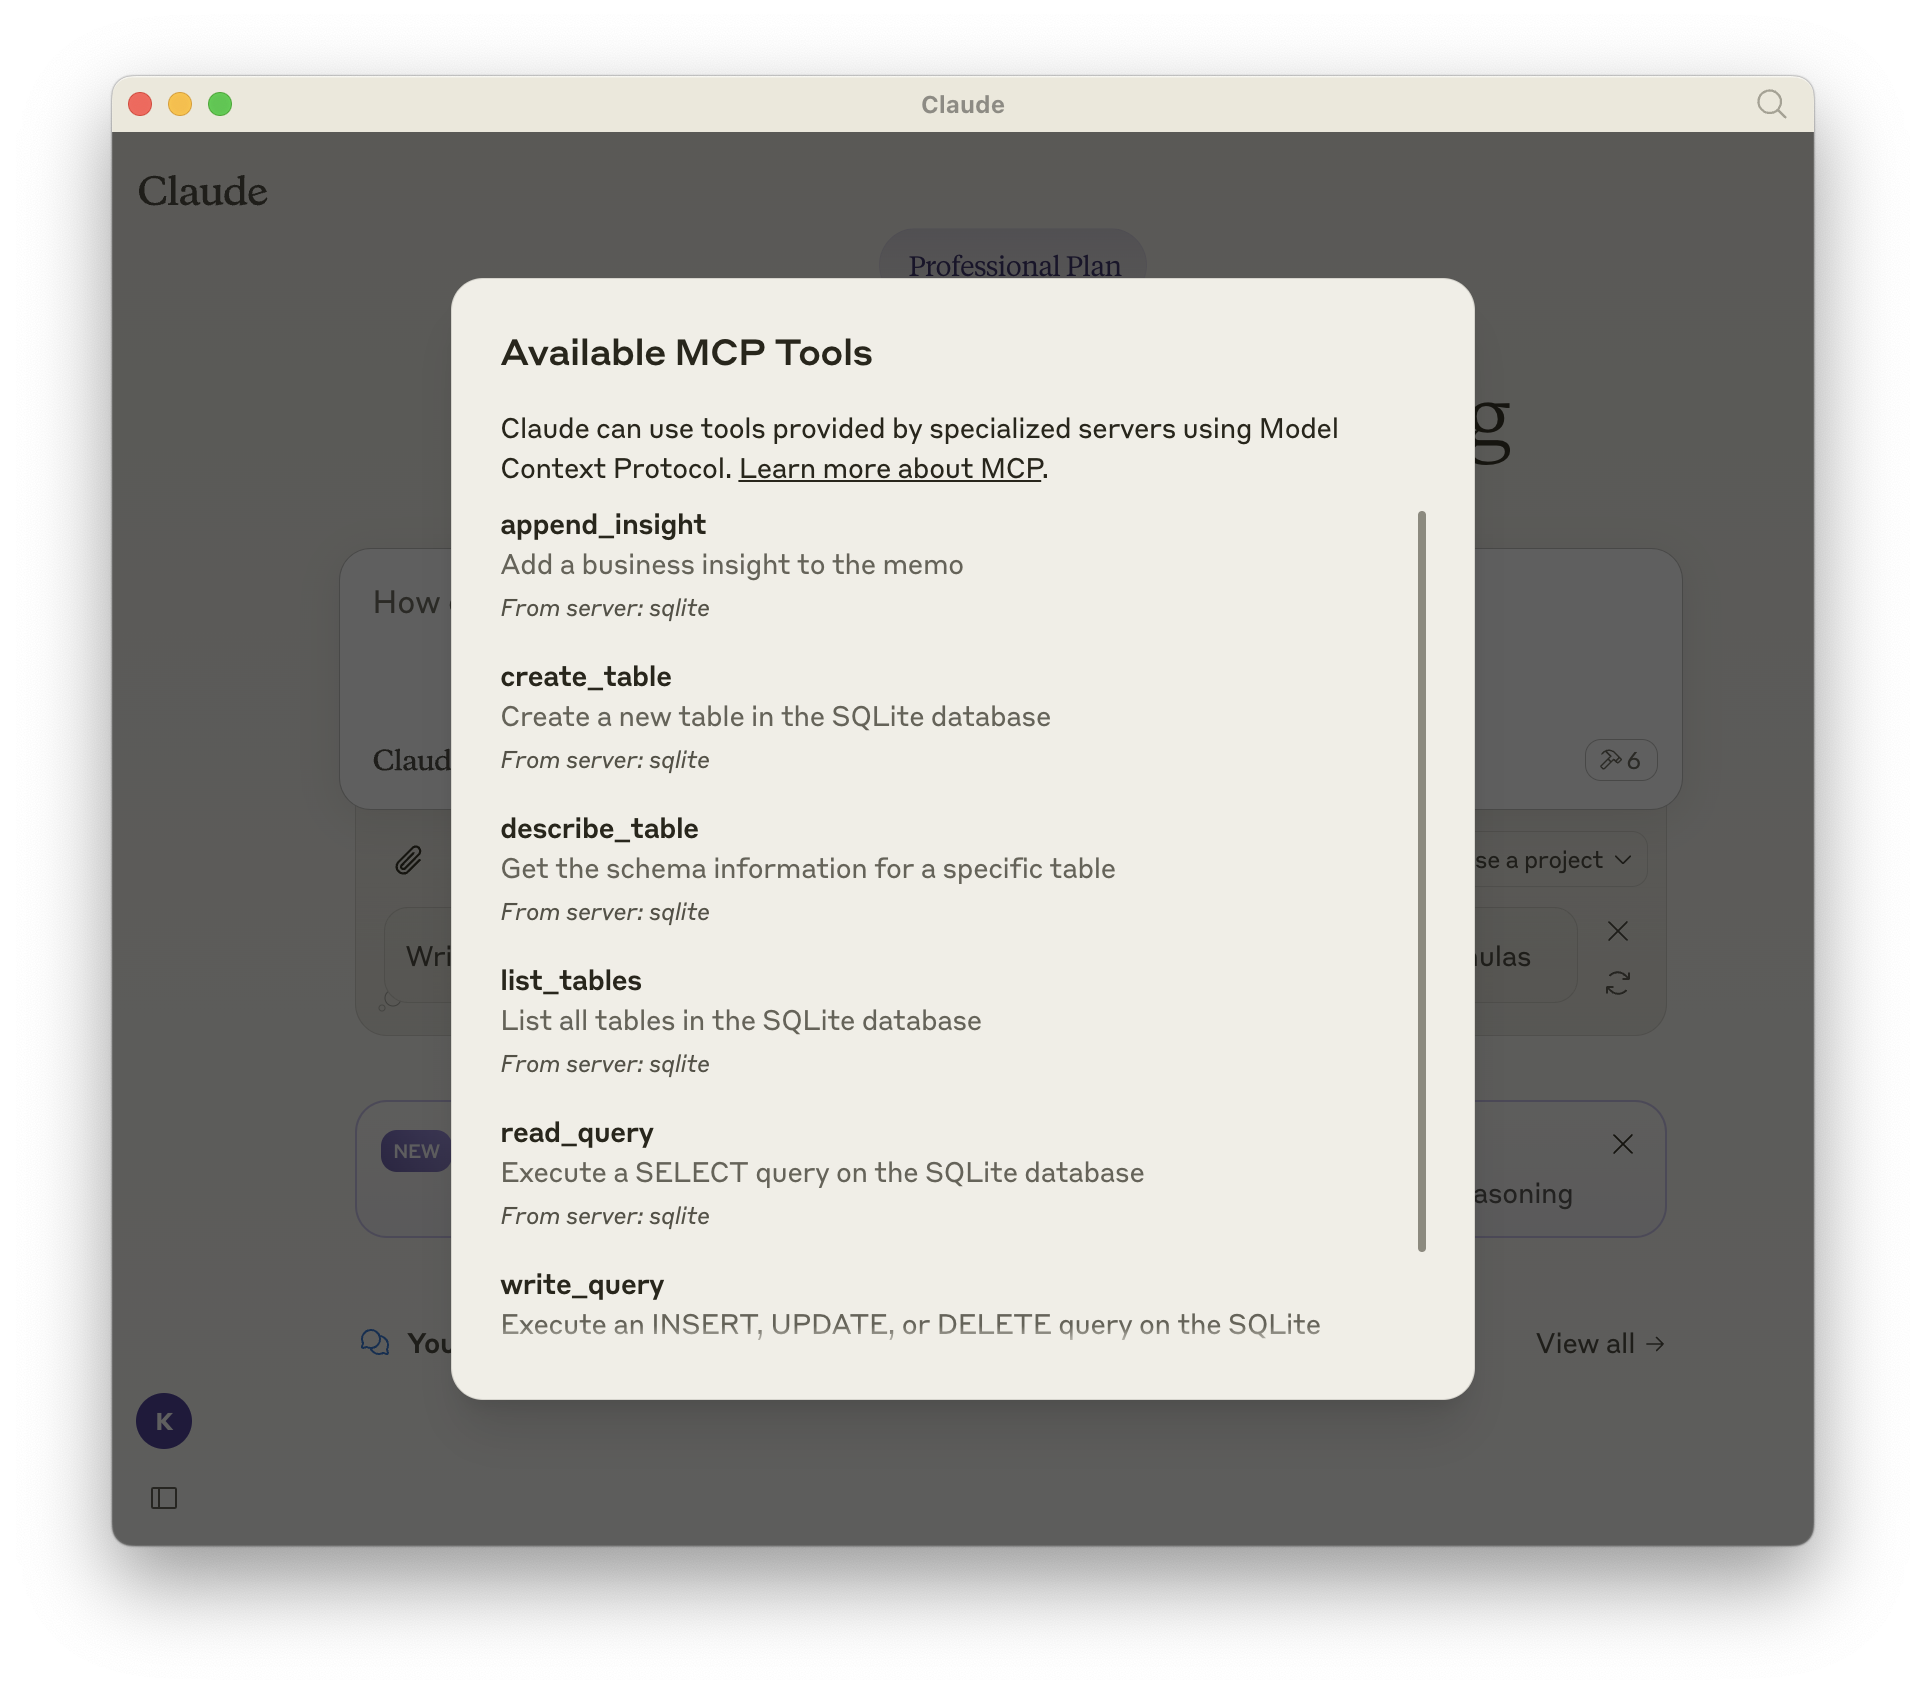 Claude
Claude
Professional Plan
g
Available MCP Tools
Claude can use tools provided by specialized servers using Model
Context Protocol. Learn more about MCP.
append_insight
Add a business insight to the memo
From server: sqlite
create_table
Create a new table in the SQLite database
From server: sqlite
describe_table
Get the schema information for a specific table
From server: sqlite
list_tables
List all tables in the SQLite database
From server: sqlite
read_query
Execute a SELECT query on the SQLite database
From server: sqlite
write_query
Execute an INSERT, UPDATE, or DELETE query on the SQLite
How
Claud
6
se a project
Wri
ulas
NEW
asoning
You
View all →
K